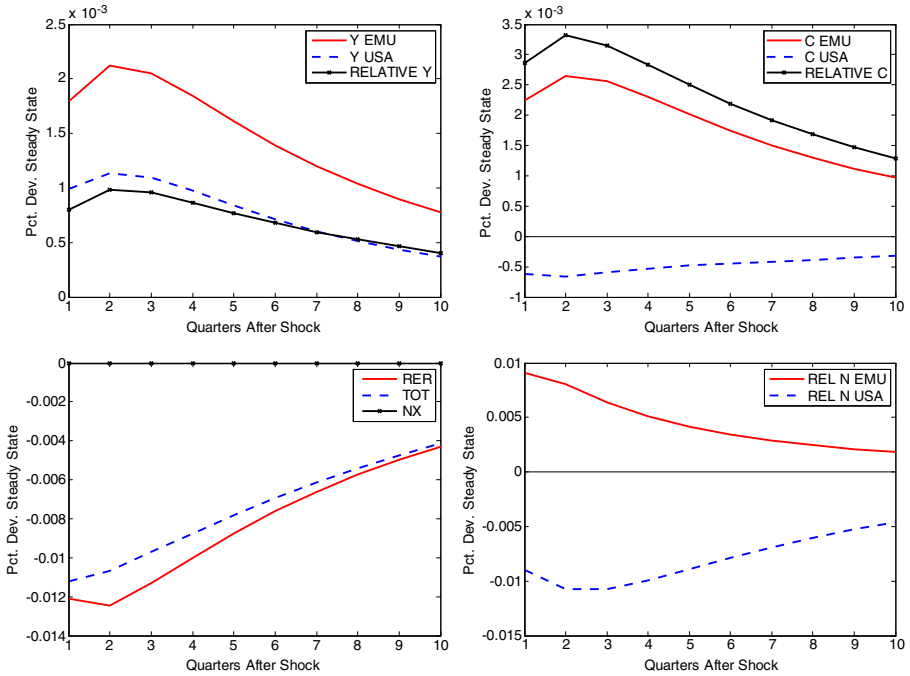 x 10^-3
2.5
2
1.5
1
0.5
0
Pct. Dev. Steady State
Y EMU
Y USA
RELATIVE Y
1 2 3 4 5 6 7 8 9 10
Quarters After Shock
x 10^-3
3.5
3
2.5
2
1.5
1
0.5
0
-0.5
-1
Pct. Dev. Steady State
C EMU
C USA
RELATIVE C
1 2 3 4 5 6 7 8 9 10
Quarters After Shock
0
-0.002
-0.004
-0.006
-0.008
-0.01
-0.012
-0.014
Pct. Dev. Steady State
RER
TOT
NX
1 2 3 4 5 6 7 8 9 10
Quarters After Shock
0.01
0.005
0
-0.005
-0.01
-0.015
Pct. Dev. Steady State
REL N EMU
REL N USA
1 2 3 4 5 6 7 8 9 10
Quarters After Shock